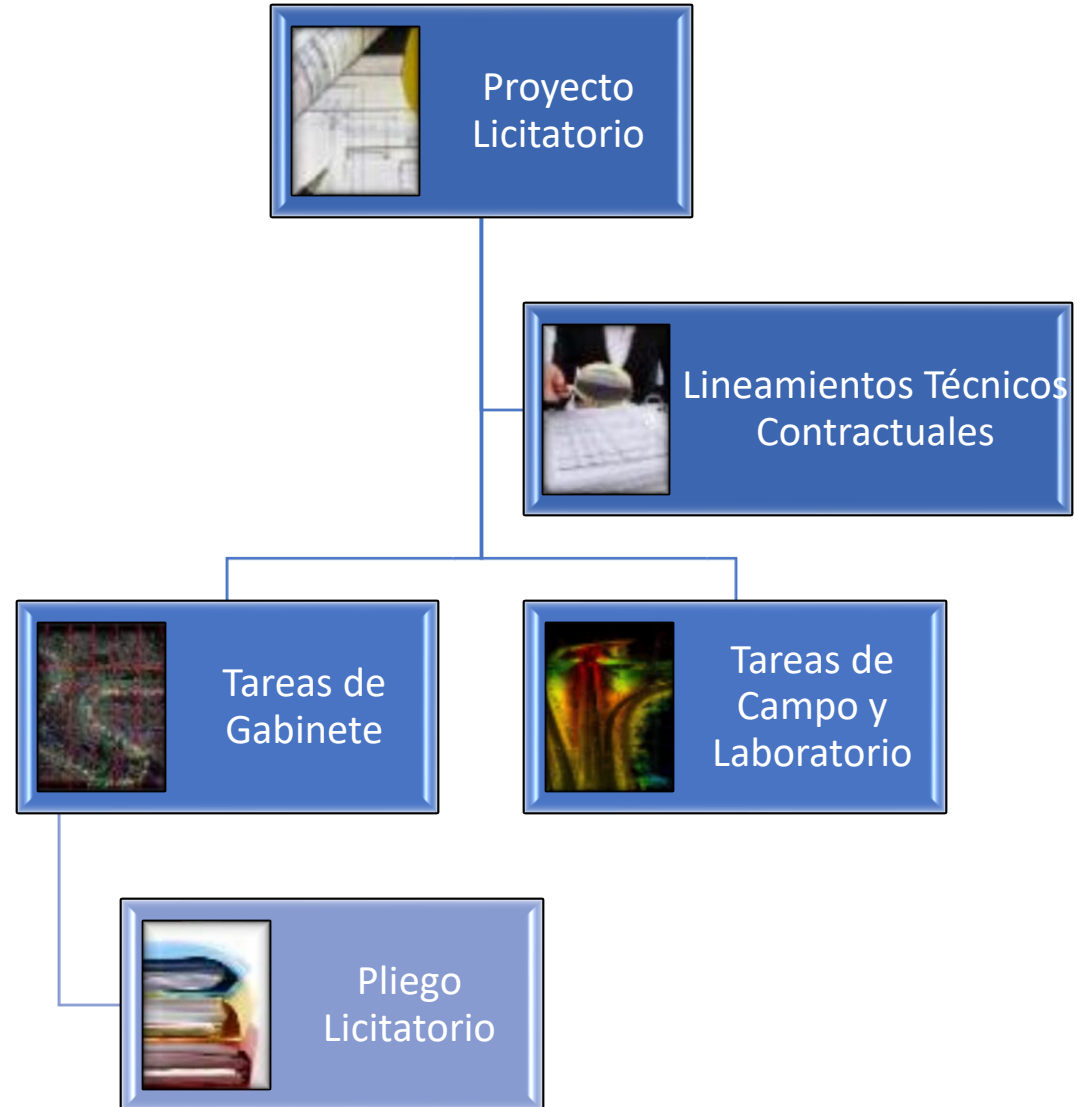 Proyecto
Licitatorio
Lineamientos Técnicos
Contractuales
Tareas de
Gabinete
Tareas de
Campo y
Laboratorio
Pliego
Licitatorio